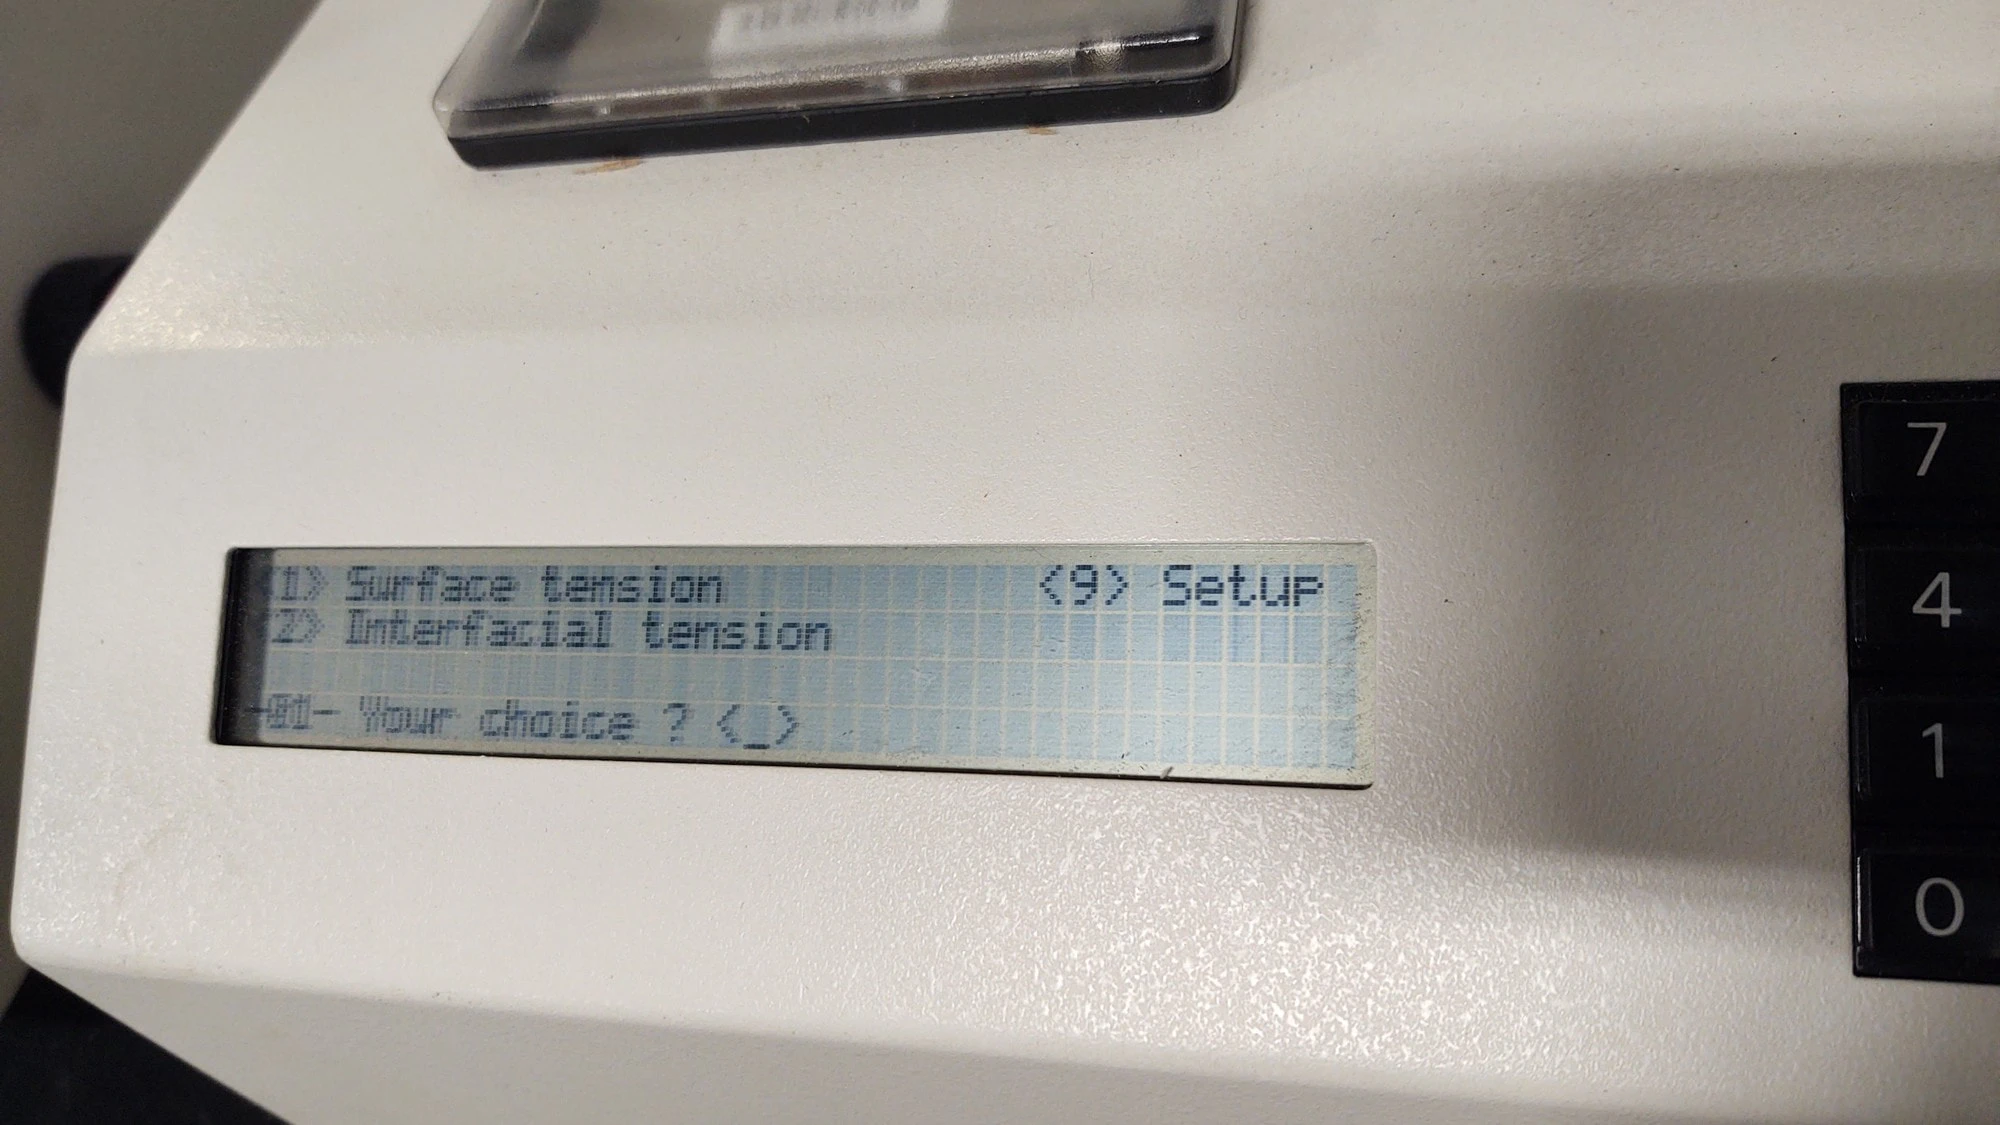 <1> Surface tension <9> Setup
<2> Interfacial tension
-01- Your choice ? <_>
7
4
1
0